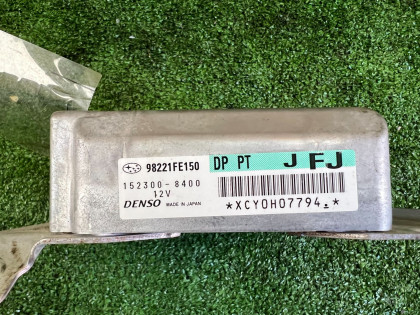 98221FE150 DP PT J FJ
152300-8400
12V
DENSO MADE IN JAPAN *XCY0H07794.*